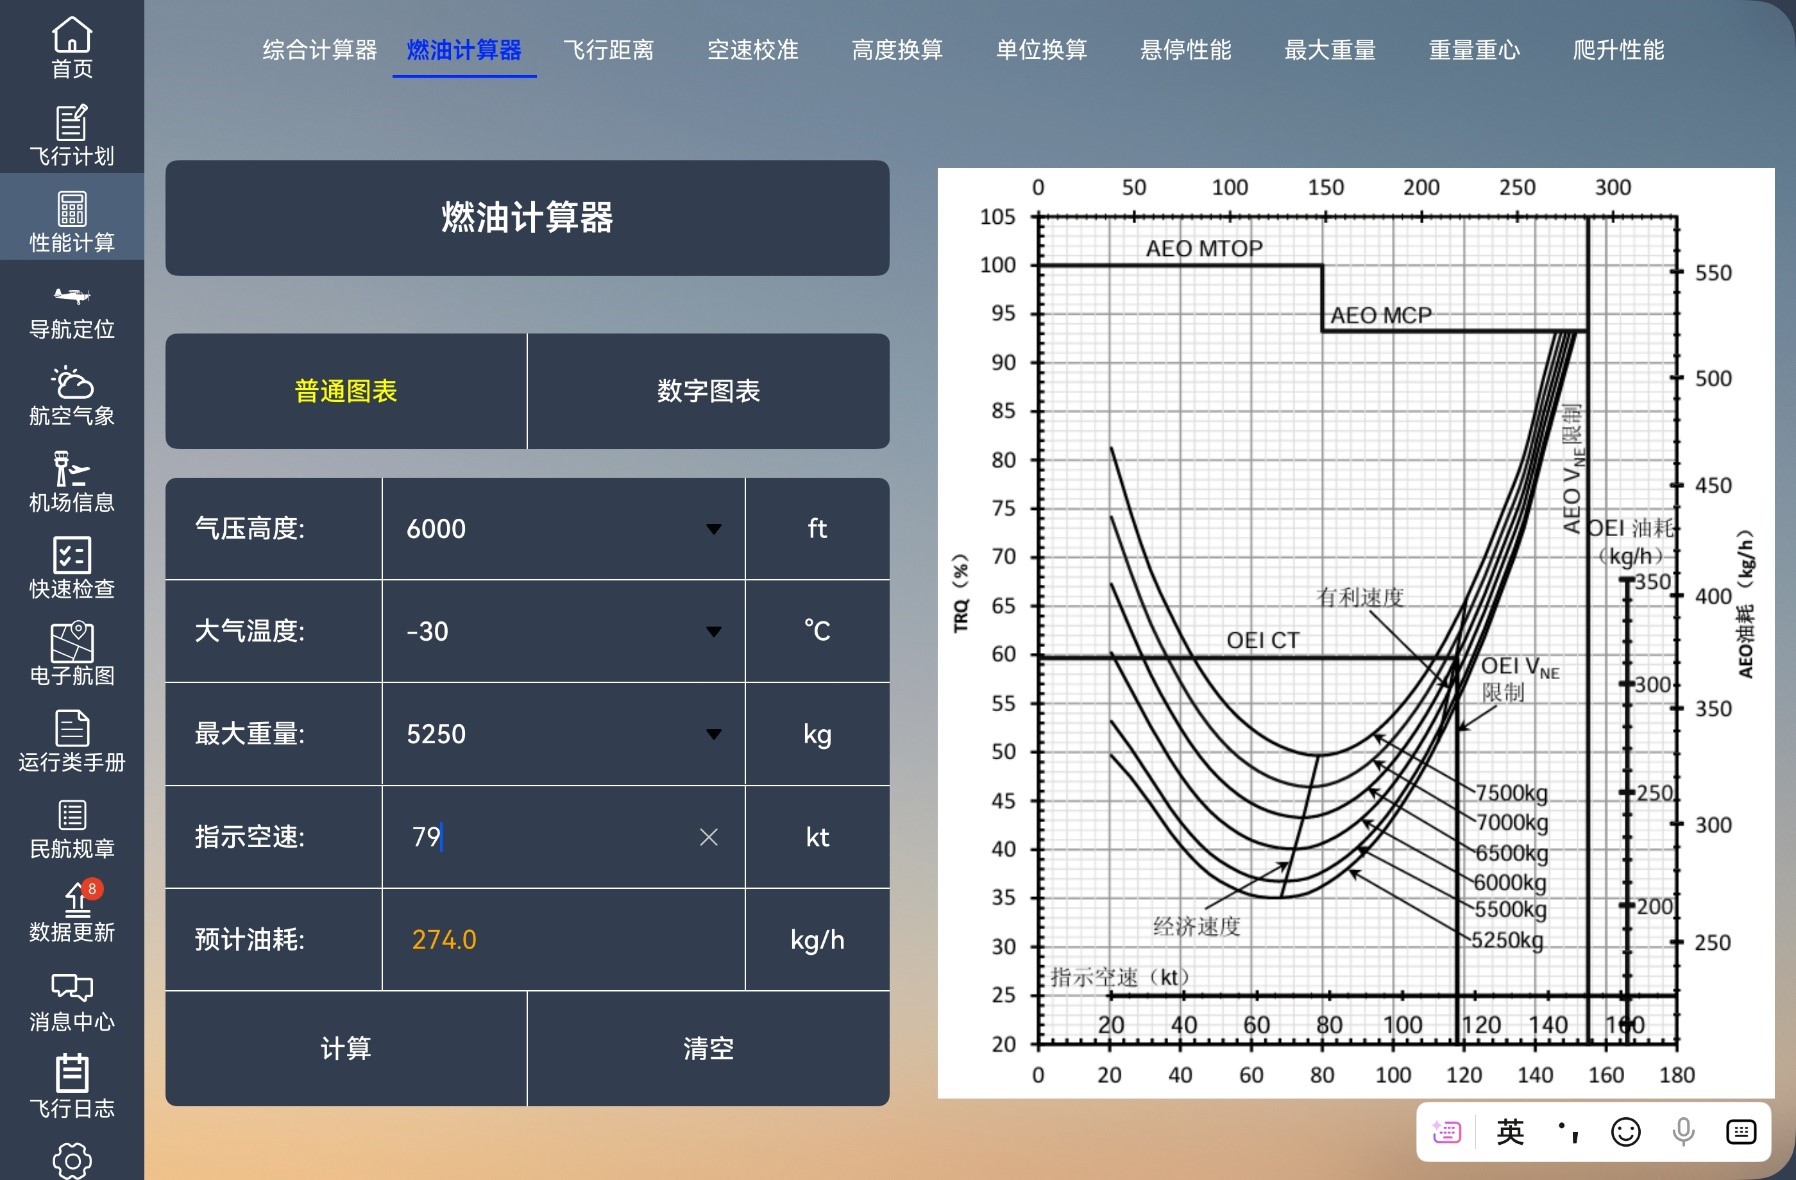 首页
飞行计划
性能计算
导航定位
航空气象
机场信息
快速检查
电子航图
运行类手册
民航规章
8
数据更新
消息中心
飞行日志
综合计算器 燃油计算器 飞行距离 空速校准 高度换算 单位换算 悬停性能 最大重量 重量重心 爬升性能
燃油计算器
普通图表 数字图表
气压高度: 6000 ft
大气温度: -30 ℃
最大重量: 5250 kg
指示空速: 79 kt
预计油耗: 274.0 kg/h
计算 清空
0 50 100 150 200 250 300
105
100
95
90
85
80
75
70
65
60
55
50
45
40
35
30
25
20
TRQ（%）
AEO MTOP
AEO MCP
AEO VNE限制
OEI 油耗
（kg/h）
350
300
250
200
550
500
450
400
350
300
250
AEO油耗（kg/h）
有利速度
OEI CT
OEI VNE
限制
7500kg
7000kg
6500kg
6000kg
5500kg
5250kg
经济速度
指示空速（kt）
20 40 60 80 100 120 140 160
0 20 40 60 80 100 120 140 160 180
英